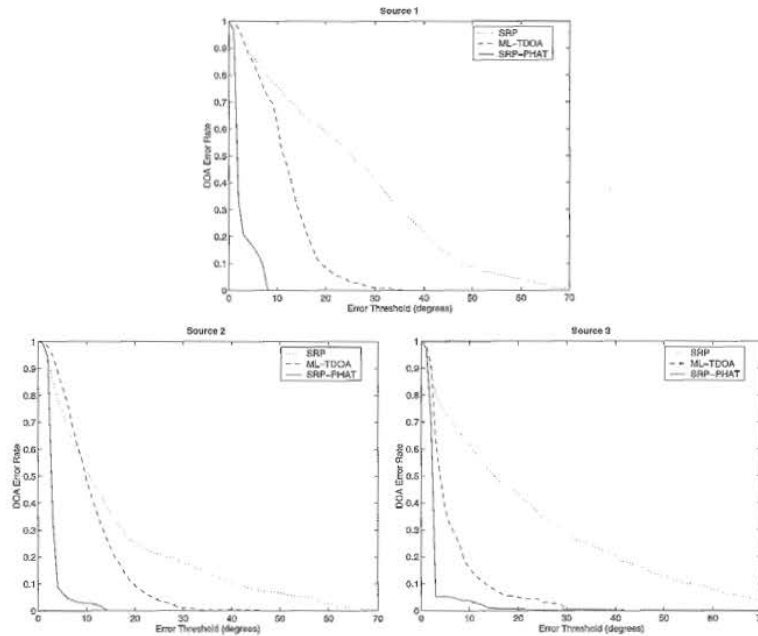 Source 1
SRP
ML-TDOA
SRP-PHAT
1
0.9
0.8
0.7
0.6
0.5
0.4
0.3
0.2
0.1
0
DOA Error Rate
0 10 20 30 40 50 60 70
Error Threshold (degrees)
Source 2
SRP
ML-TDOA
SRP-PHAT
1
0.9
0.8
0.7
0.6
0.5
0.4
0.3
0.2
0.1
0
DOA Error Rate
0 10 20 30 40 50 60 70
Error Threshold (degrees)
Source 3
SRP
ML-TDOA
SRP-PHAT
1
0.9
0.8
0.7
0.6
0.5
0.4
0.3
0.2
0.1
0
DOA Error Rate
0 10 20 30 40 50 60 70
Error Threshold (degrees)